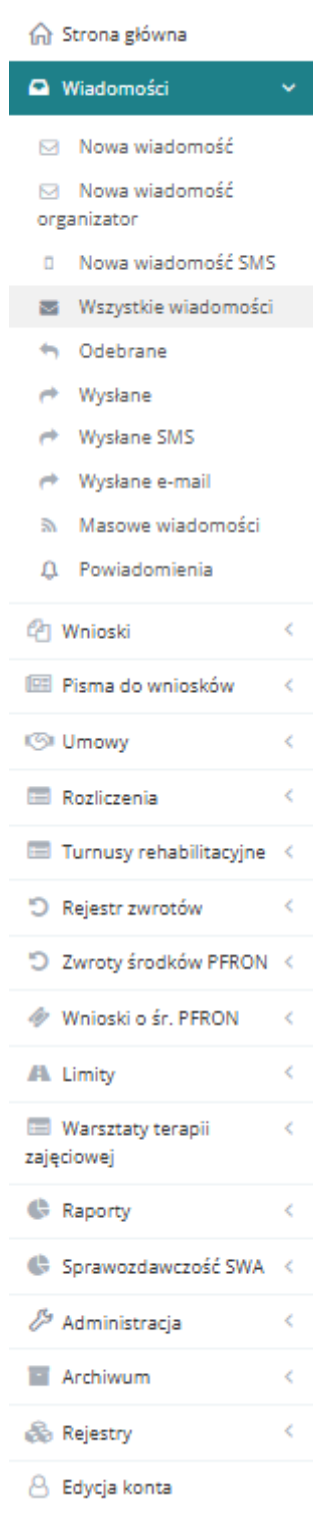 Strona główna
Wiadomości
Nowa wiadomość
Nowa wiadomość
organizator
Nowa wiadomość SMS
Wszystkie wiadomości
Odebrane
Wysłane
Wysłane SMS
Wysłane e-mail
Masowe wiadomości
Powiadomienia
Wnioski
Pisma do wniosków
Umowy
Rozliczenia
Turnusy rehabilitacyjne
Rejestr zwrotów
Zwroty środków PFRON
Wnioski o śr. PFRON
Limity
Warsztaty terapii
zajęciowej
Raporty
Sprawozdawczość SWA
Administracja
Archiwum
Rejestry
Edycja konta